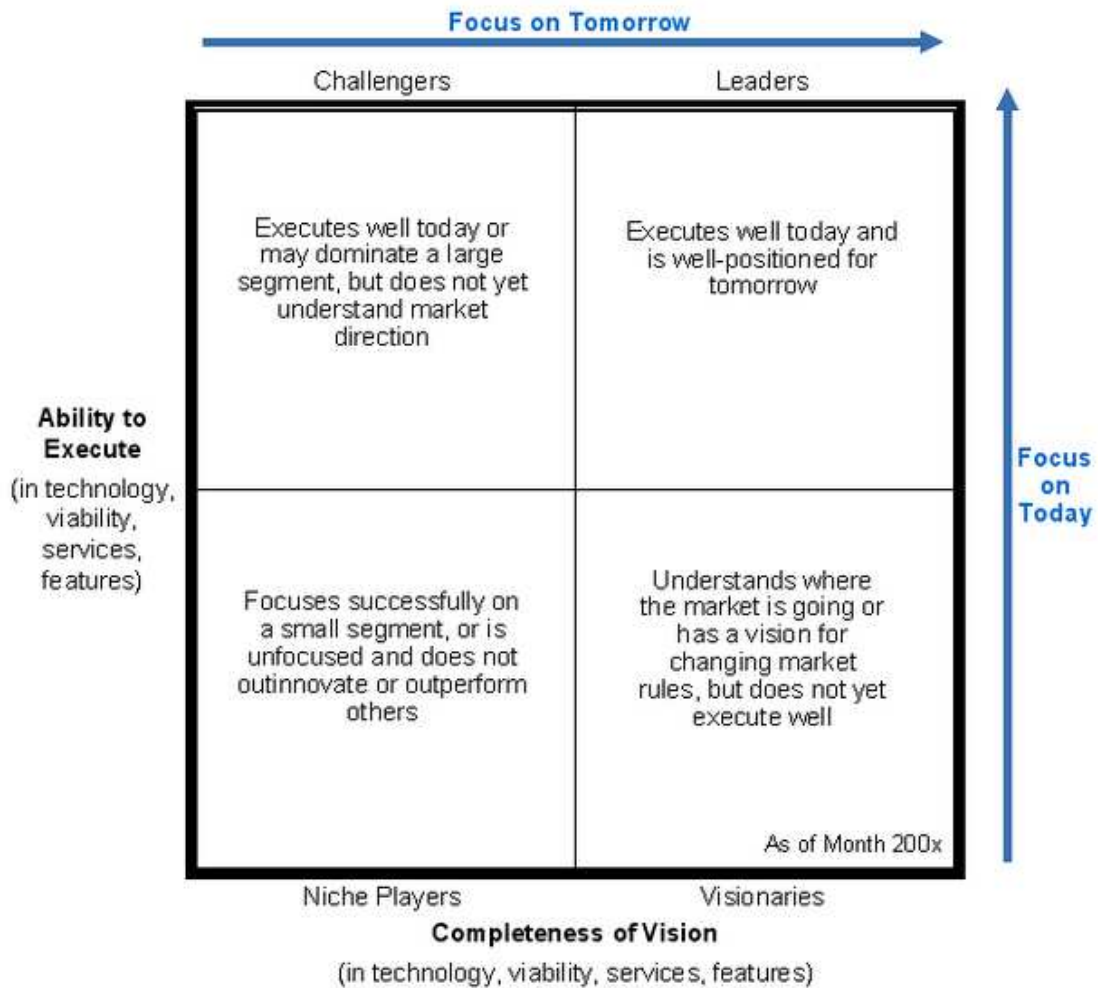 Focus on Tomorrow
Challengers
Leaders
Executes well today or
may dominate a large
segment, but does not yet
understand market
direction
Executes well today and
is well-positioned for
tomorrow
Ability to
Execute
(in technology,
viability,
services,
features)
Focus
on
Today
Focuses successfully on
a small segment, or is
unfocused and does not
outinnovate or outperform
others
Understands where
the market is going or
has a vision for
changing market
rules, but does not yet
execute well
As of Month 200x
Niche Players
Visionaries
Completeness of Vision
(in technology, viability, services, features)